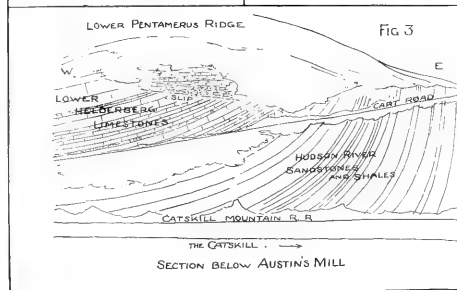 LOWER PENTAMERUS RIDGE
FIG 3
W
E
SLIP
CART ROAD
LOWER
HELDERBERG
LIMESTONES
HUDSON RIVER
SANDSTONES
AND SHALES
CATSKILL MOUNTAIN R.R
THE CATSKILL. →
SECTION BELOW AUSTIN'S MILL